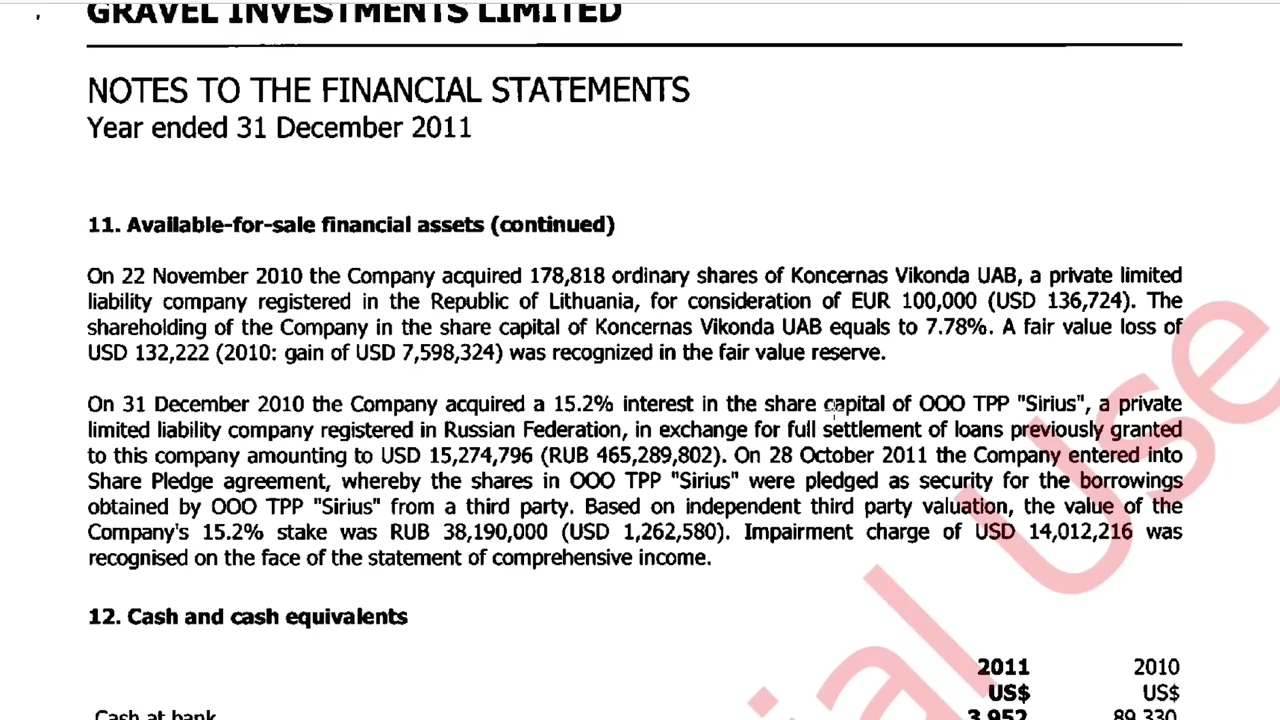 GRAVEL INVESTMENTS LIMITED
NOTES TO THE FINANCIAL STATEMENTS
Year ended 31 December 2011
11. Available-for-sale financial assets (continued)
On 22 November 2010 the Company acquired 178,818 ordinary shares of Koncernas Vikonda UAB, a private limited
liability company registered in the Republic of Lithuania, for consideration of EUR 100,000 (USD 136,724). The
shareholding of the Company in the share capital of Koncernas Vikonda UAB equals to 7.78%. A fair value loss of
USD 132,222 (2010: gain of USD 7,598,324) was recognized in the fair value reserve.
On 31 December 2010 the Company acquired a 15.2% interest in the share capital of OOO TPP "Sirius", a private
limited liability company registered in Russian Federation, in exchange for full settlement of loans previously granted
to this company amounting to USD 15,274,796 (RUB 465,289,802). On 28 October 2011 the Company entered into
Share Pledge agreement, whereby the shares in OOO TPP "Sirius" were pledged as security for the borrowings
obtained by OOO TPP "Sirius" from a third party. Based on independent third party valuation, the value of the
Company's 15.2% stake was RUB 38,190,000 (USD 1,262,580). Impairment charge of USD 14,012,216 was
recognised on the face of the statement of comprehensive income.
12. Cash and cash equivalents
2011 2010
US$ US$
Cash at bank 3,952 89,330
ial Use